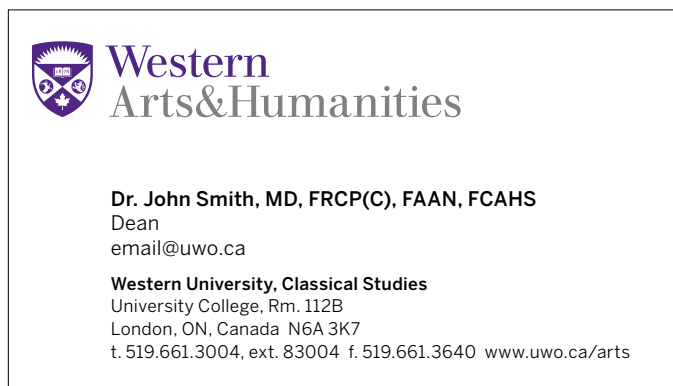 Western
Arts&Humanities
Dr. John Smith, MD, FRCP(C), FAAN, FCAHS
Dean
email@uwo.ca
Western University, Classical Studies
University College, Rm. 112B
London, ON, Canada  N6A 3K7
t. 519.661.3004, ext. 83004  f. 519.661.3640  www.uwo.ca/arts